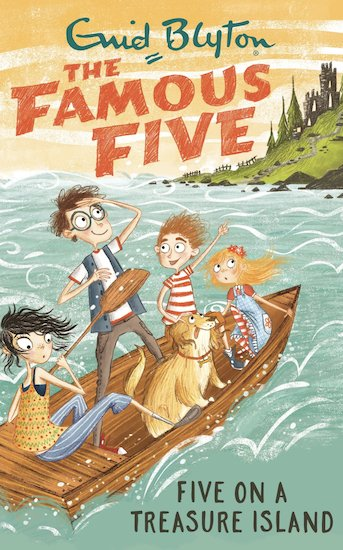 Enid Blyton
THE
FAMOUS
FIVE
FIVE ON A
TREASURE ISLAND